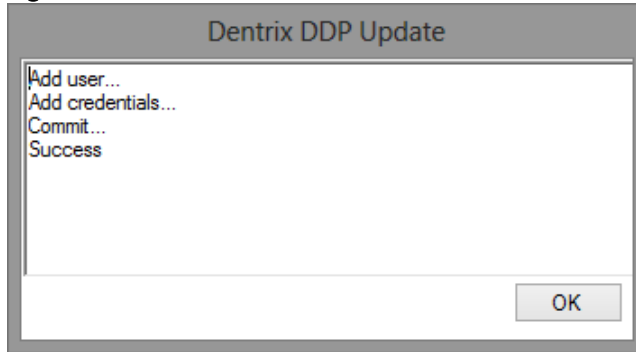 Dentrix DDP Update
Add user...
Add credentials...
Commit...
Success
OK